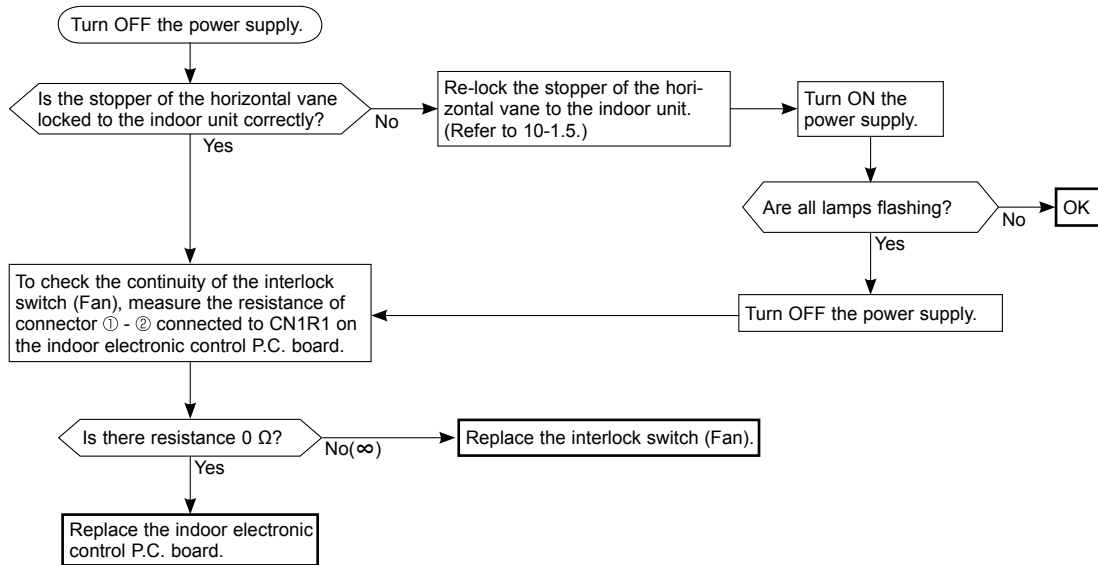 Turn OFF the power supply.
Is the stopper of the horizontal vane
locked to the indoor unit correctly?
No
Yes
Re-lock the stopper of the hori-
zontal vane to the indoor unit.
(Refer to 10-1.5.)
Turn ON the
power supply.
Are all lamps flashing?
No
OK
Yes
Turn OFF the power supply.
To check the continuity of the interlock
switch (Fan), measure the resistance of
connector ① - ② connected to CN1R1 on
the indoor electronic control P.C. board.
Is there resistance 0 Ω?
No(∞)
Replace the interlock switch (Fan).
Yes
Replace the indoor electronic
control P.C. board.